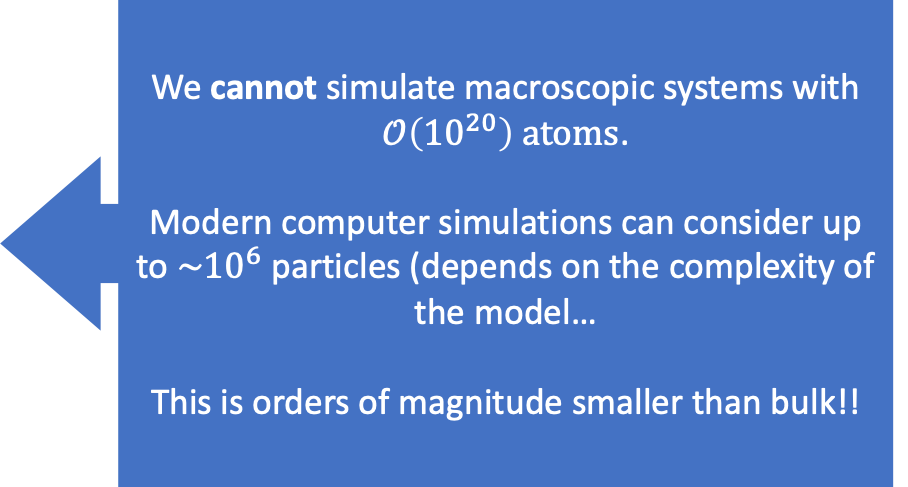 We cannot simulate macroscopic systems with
𝒪(10²⁰) atoms.
Modern computer simulations can consider up
to ~10⁶ particles (depends on the complexity of
the model…
This is orders of magnitude smaller than bulk!!